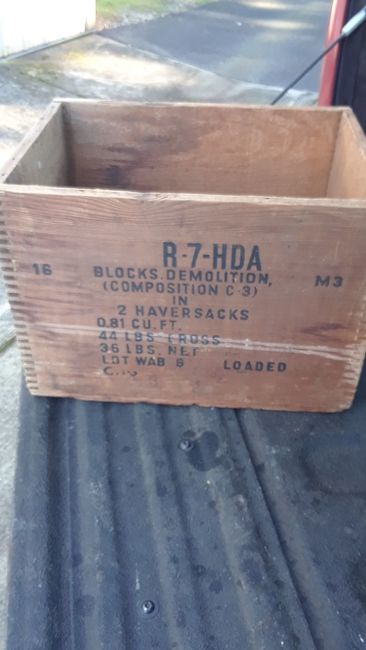 R-7-HDA
16 BLOCKS, DEMOLITION, M3
(COMPOSITION C-3)
IN
2 HAVERSACKS
0.81 CU. FT.
44 LBS. GROSS
36 LBS. NET
LOT WAB 6 LOADED